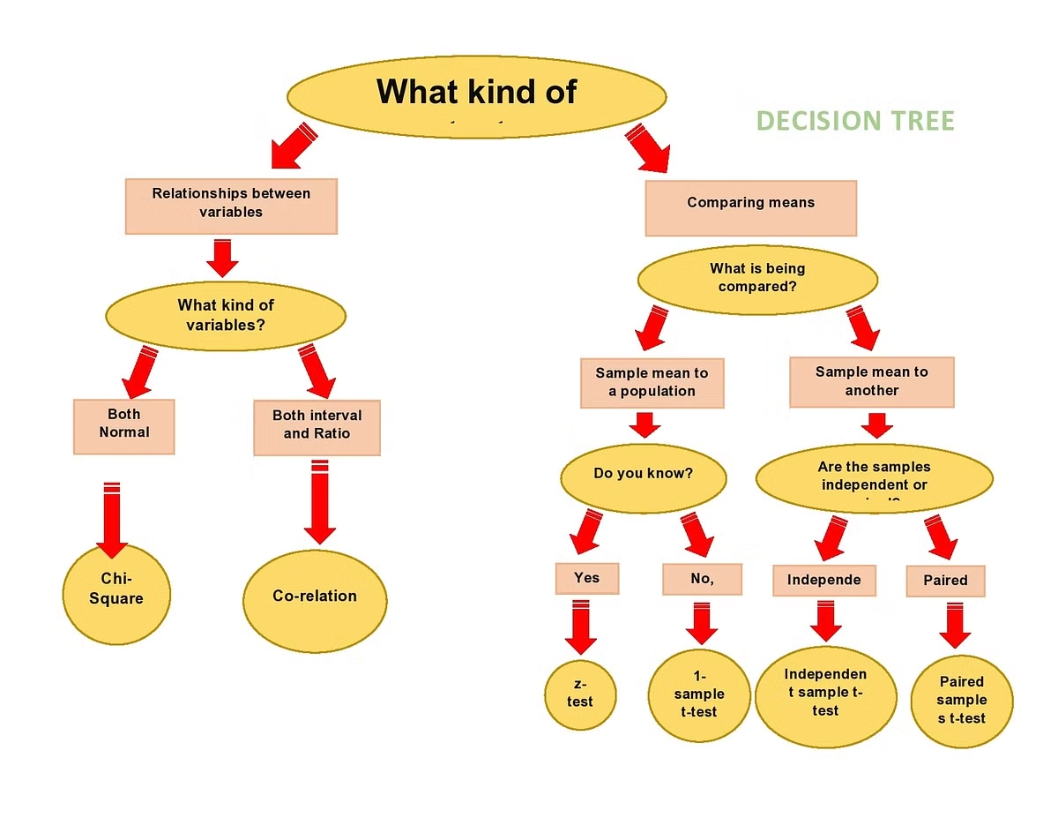 What kind of
DECISION TREE
Relationships between
variables
Comparing means
What is being
compared?
What kind of
variables?
Sample mean to
a population
Sample mean to
another
Both
Normal
Both interval
and Ratio
Do you know?
Are the samples
independent or
Yes
No,
Independe
Paired
Chi-
Square
Co-relation
z-
test
1-
sample
t-test
Independen
t sample t-
test
Paired
sample
s t-test